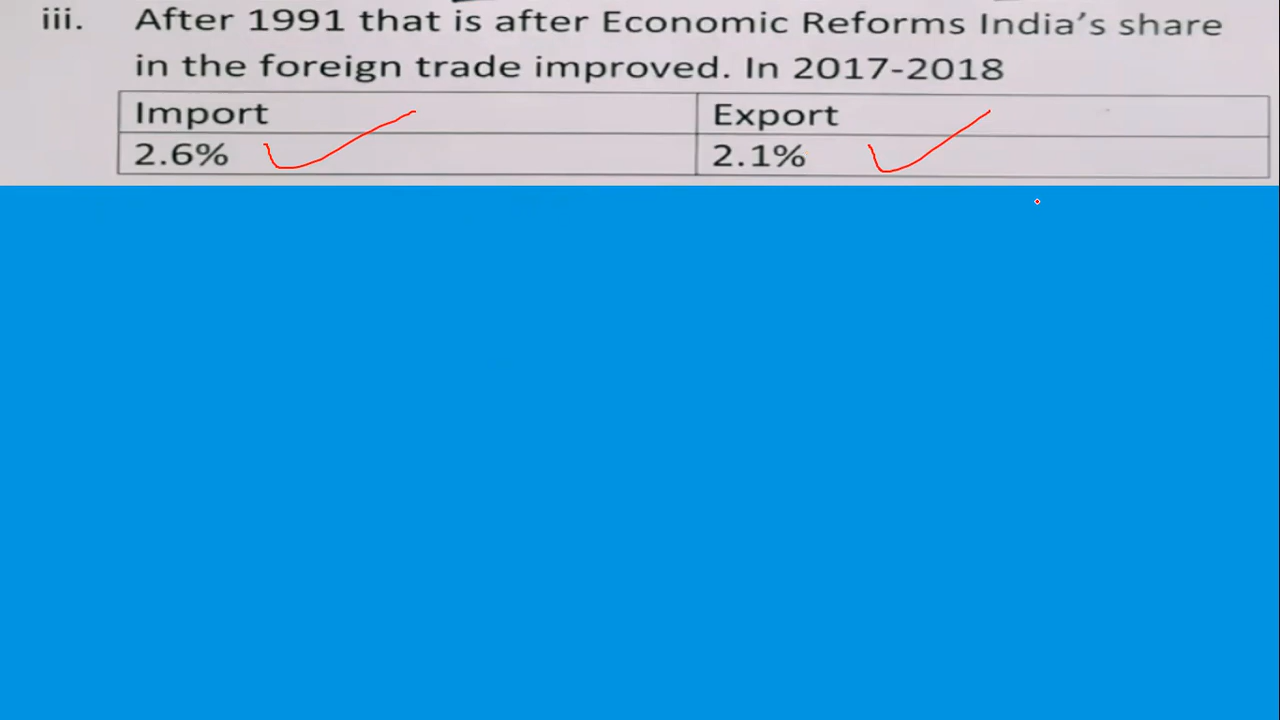 iii. After 1991 that is after Economic Reforms India's share
in the foreign trade improved. In 2017-2018
Import Export
2.6% 2.1%